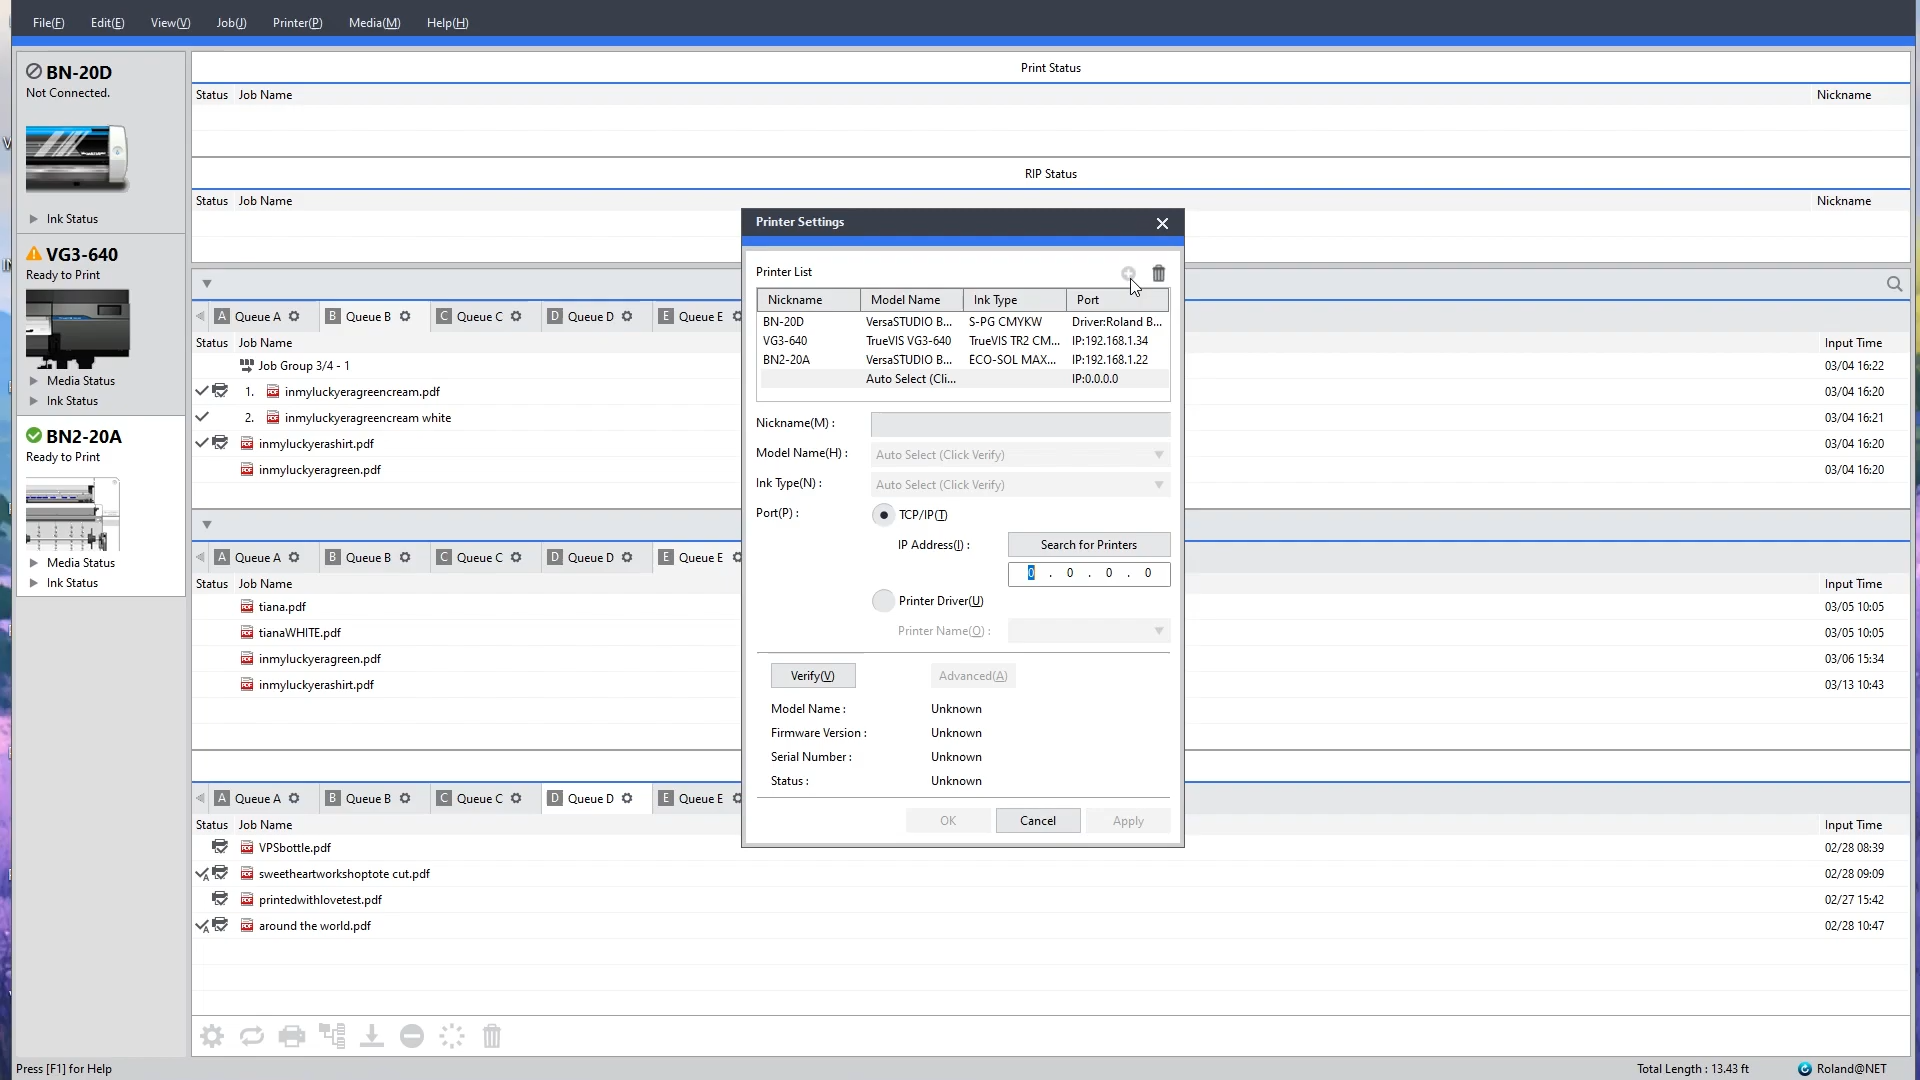 File(F) Edit(E) View(V) Job(J) Printer(P) Media(M) Help(H)
BN-20D
Not Connected.
Ink Status
VG3-640
Ready to Print
Media Status
Ink Status
BN2-20A
Ready to Print
Media Status
Ink Status
Print Status
Status Job Name Nickname
RIP Status
Status Job Name Nickname
A Queue A B Queue B C Queue C D Queue D E Queue E
Status Job Name Input Time
Job Group 3/4 - 1 03/04 16:22
1. inmyluckyeragreencream.pdf 03/04 16:20
2. inmyluckyeragreencream white 03/04 16:21
inmyluckyerashirt.pdf 03/04 16:20
inmyluckyeragreen.pdf 03/04 16:20
A Queue A B Queue B C Queue C D Queue D E Queue E
Status Job Name Input Time
tiana.pdf 03/05 10:05
tianaWHITE.pdf 03/05 10:05
inmyluckyeragreen.pdf 03/06 15:34
inmyluckyerashirt.pdf 03/13 10:43
A Queue A B Queue B C Queue C D Queue D E Queue E
Status Job Name Input Time
VPSbottle.pdf 02/28 08:39
sweetheartworkshoptote cut.pdf 02/28 09:09
printedwithlovetest.pdf 02/27 15:42
around the world.pdf 02/28 10:47
Printer Settings
Printer List
Nickname Model Name Ink Type Port
BN-20D VersaSTUDIO B... S-PG CMYKW Driver:Roland B...
VG3-640 TrueVIS VG3-640 TrueVIS TR2 CM... IP:192.168.1.34
BN2-20A VersaSTUDIO B... ECO-SOL MAX... IP:192.168.1.22
Auto Select (Cli... IP:0.0.0.0
Nickname(M) :
Model Name(H) : Auto Select (Click Verify)
Ink Type(N) : Auto Select (Click Verify)
Port(P) : TCP/IP(T)
IP Address(I) : Search for Printers
0 . 0 . 0 . 0
Printer Driver(U)
Printer Name(O) :
Verify(V) Advanced(A)
Model Name : Unknown
Firmware Version : Unknown
Serial Number : Unknown
Status : Unknown
OK Cancel Apply
Press [F1] for Help Total Length : 13.43 ft Roland@NET